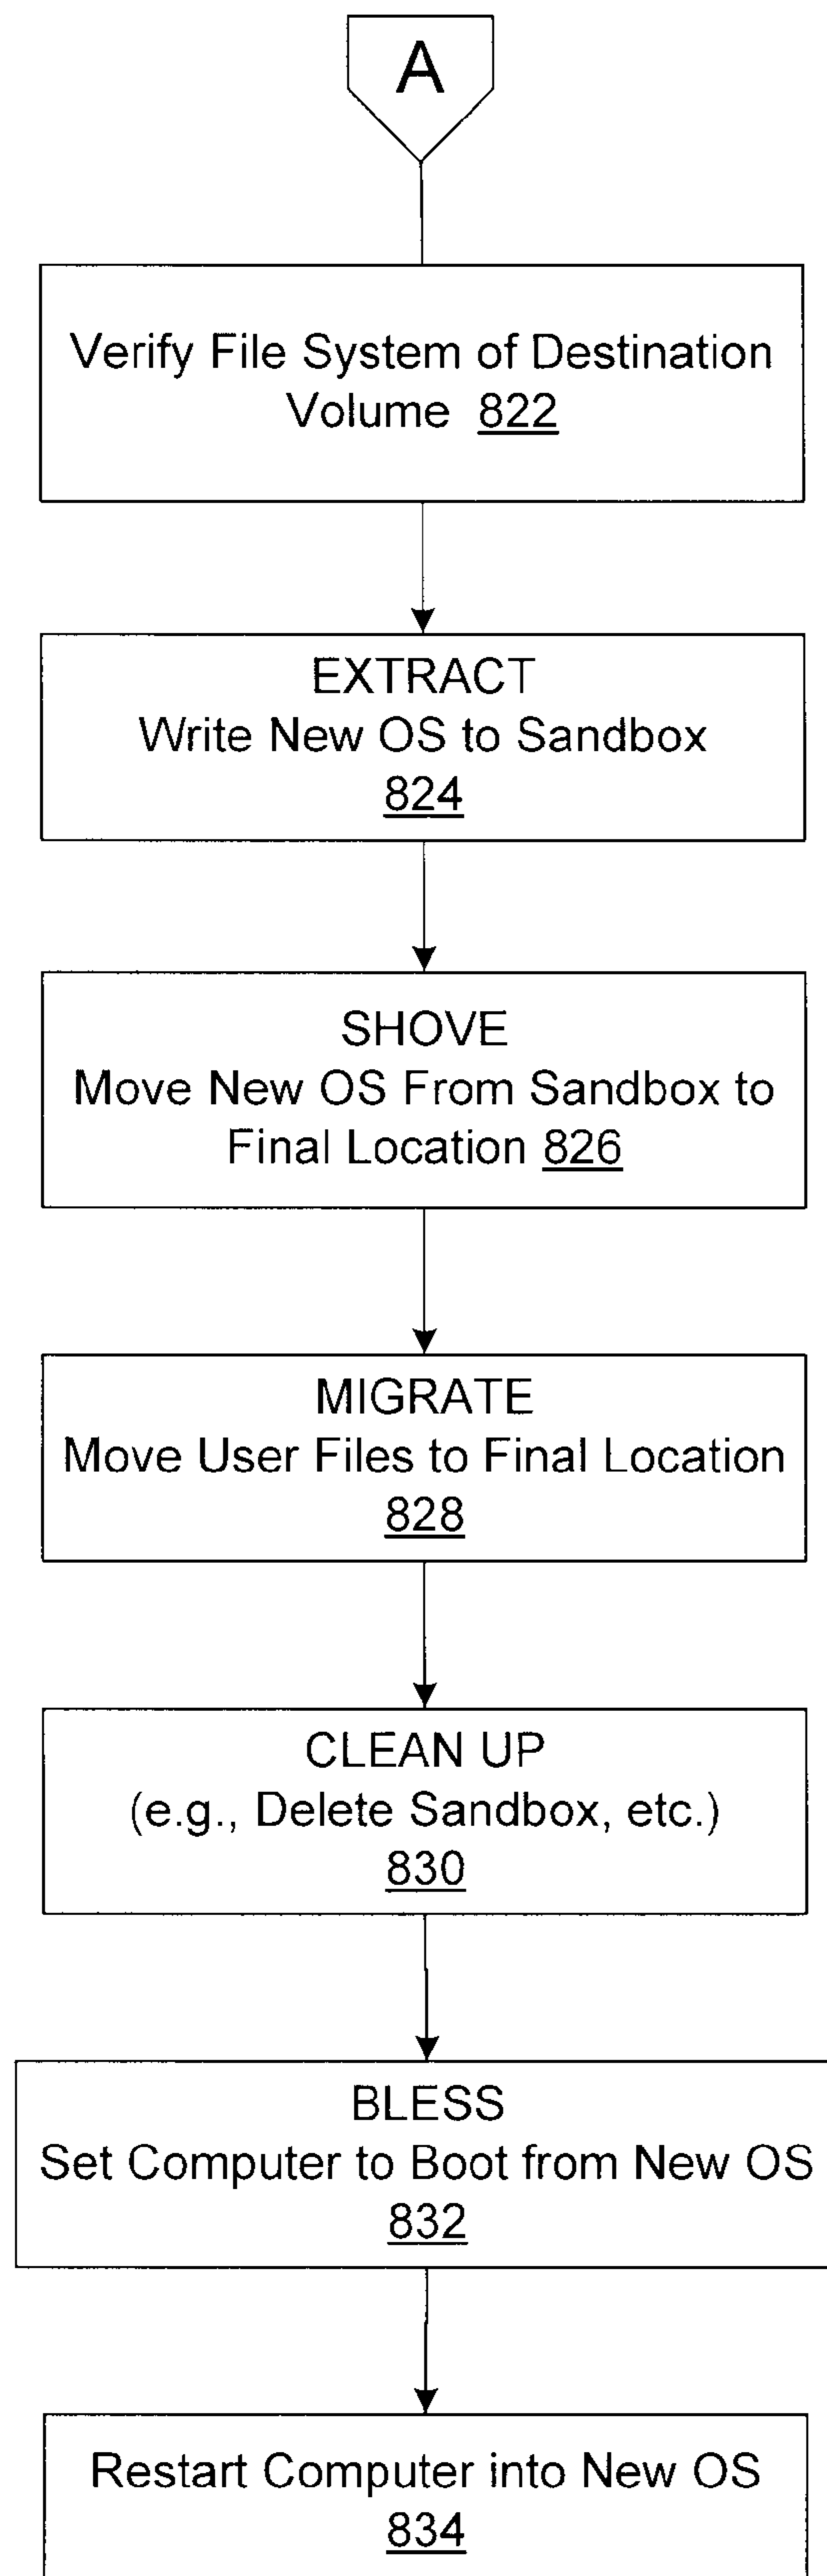 A
Verify File System of Destination
Volume 822
EXTRACT
Write New OS to Sandbox
824
SHOVE
Move New OS From Sandbox to
Final Location 826
MIGRATE
Move User Files to Final Location
828
CLEAN UP
(e.g., Delete Sandbox, etc.)
830
BLESS
Set Computer to Boot from New OS
832
Restart Computer into New OS
834